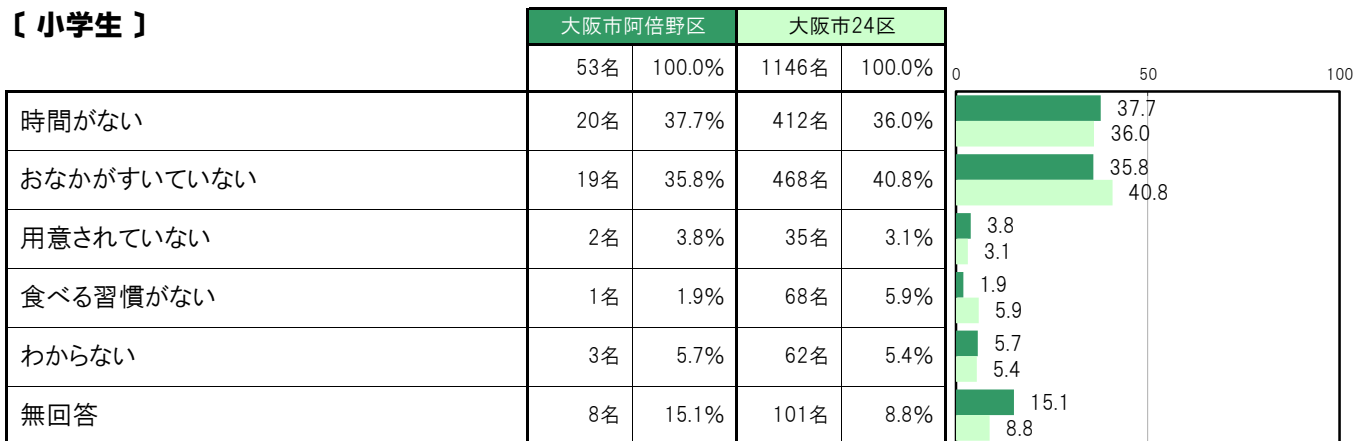 〔 小学生 〕
大阪市阿倍野区 大阪市24区
53名 100.0% 1146名 100.0% 0 50 100
時間がない 20名 37.7% 412名 36.0% 37.7
36.0
おなかがすいていない 19名 35.8% 468名 40.8% 35.8
40.8
用意されていない 2名 3.8% 35名 3.1% 3.8
3.1
食べる習慣がない 1名 1.9% 68名 5.9% 1.9
5.9
わからない 3名 5.7% 62名 5.4% 5.7
5.4
無回答 8名 15.1% 101名 8.8% 15.1
8.8